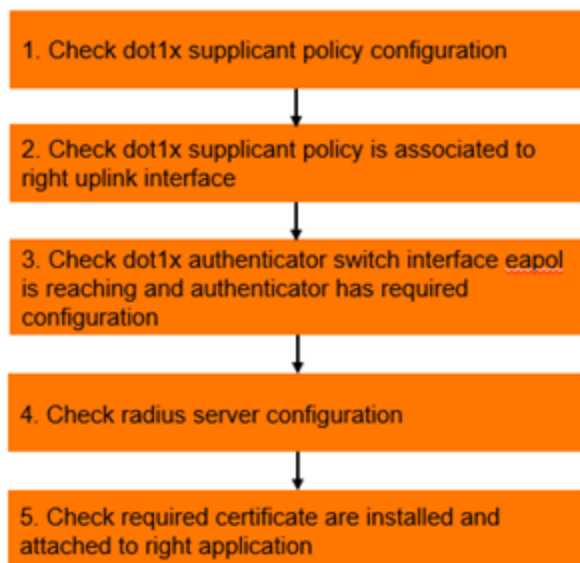 1. Check dot1x supplicant policy configuration
2. Check dot1x supplicant policy is associated to
right uplink interface
3. Check dot1x authenticator switch interface eapol
is reaching and authenticator has required
configuration
4. Check radius server configuration
5. Check required certificate are installed and
attached to right application